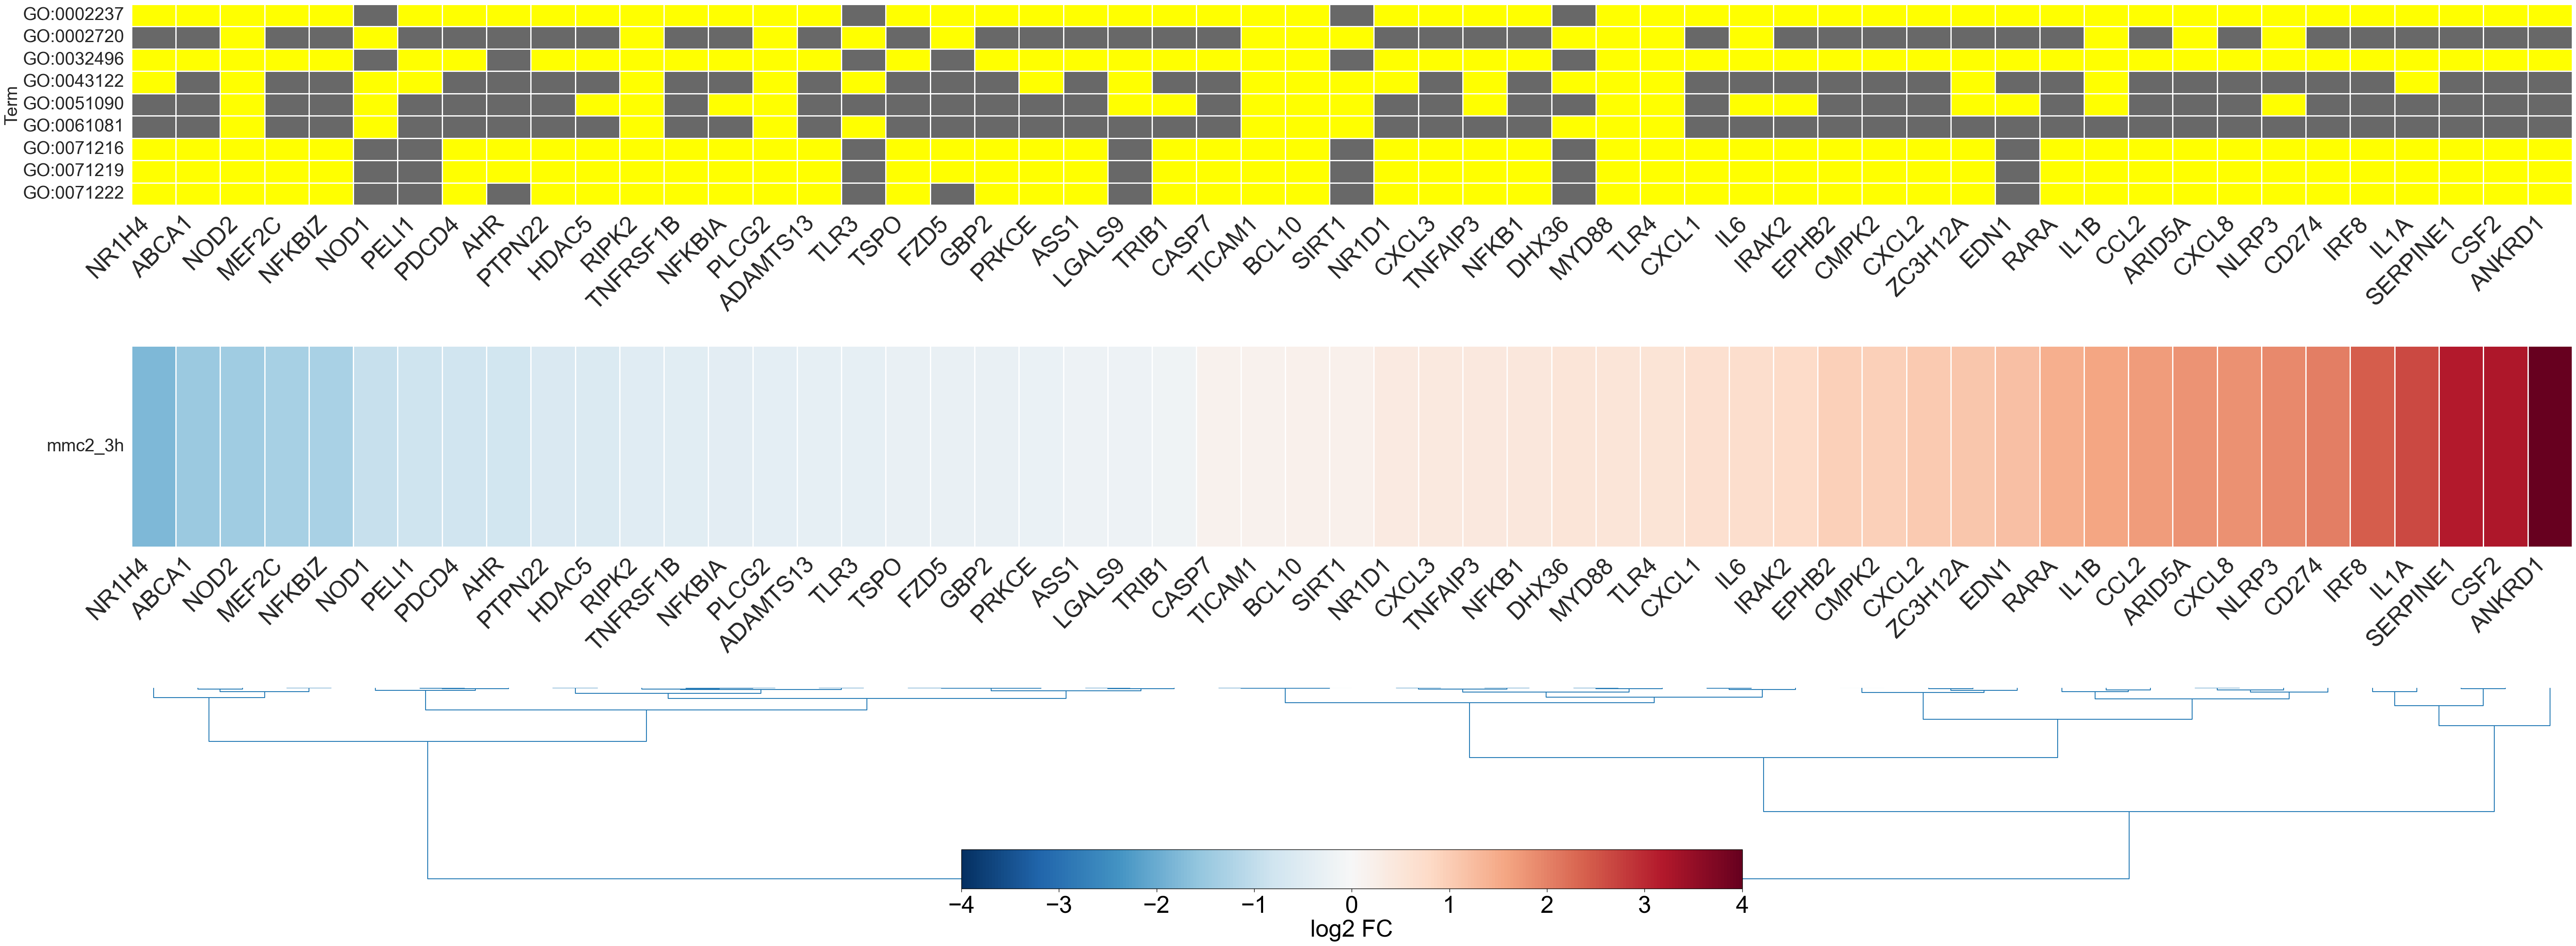 Term
GO:0002237
GO:0002720
GO:0032496
GO:0043122
GO:0051090
GO:0061081
GO:0071216
GO:0071219
GO:0071222
NR1H4 ABCA1 NOD2 MEF2C NFKBIZ NOD1 PELI1 PDCD4 AHR PTPN22 HDAC5 RIPK2 TNFRSF1B NFKBIA PLCG2 ADAMTS13 TLR3 TSPO FZD5 GBP2 PRKCE ASS1 LGALS9 TRIB1 CASP7 TICAM1 BCL10 SIRT1 NR1D1 CXCL3 TNFAIP3 NFKB1 DHX36 MYD88 TLR4 CXCL1 IL6 IRAK2 EPHB2 CMPK2 CXCL2 ZC3H12A EDN1 RARA IL1B CCL2 ARID5A CXCL8 NLRP3 CD274 IRF8 IL1A SERPINE1 CSF2 ANKRD1
mmc2_3h
NR1H4 ABCA1 NOD2 MEF2C NFKBIZ NOD1 PELI1 PDCD4 AHR PTPN22 HDAC5 RIPK2 TNFRSF1B NFKBIA PLCG2 ADAMTS13 TLR3 TSPO FZD5 GBP2 PRKCE ASS1 LGALS9 TRIB1 CASP7 TICAM1 BCL10 SIRT1 NR1D1 CXCL3 TNFAIP3 NFKB1 DHX36 MYD88 TLR4 CXCL1 IL6 IRAK2 EPHB2 CMPK2 CXCL2 ZC3H12A EDN1 RARA IL1B CCL2 ARID5A CXCL8 NLRP3 CD274 IRF8 IL1A SERPINE1 CSF2 ANKRD1
−4 −3 −2 −1 0 1 2 3 4
log2 FC